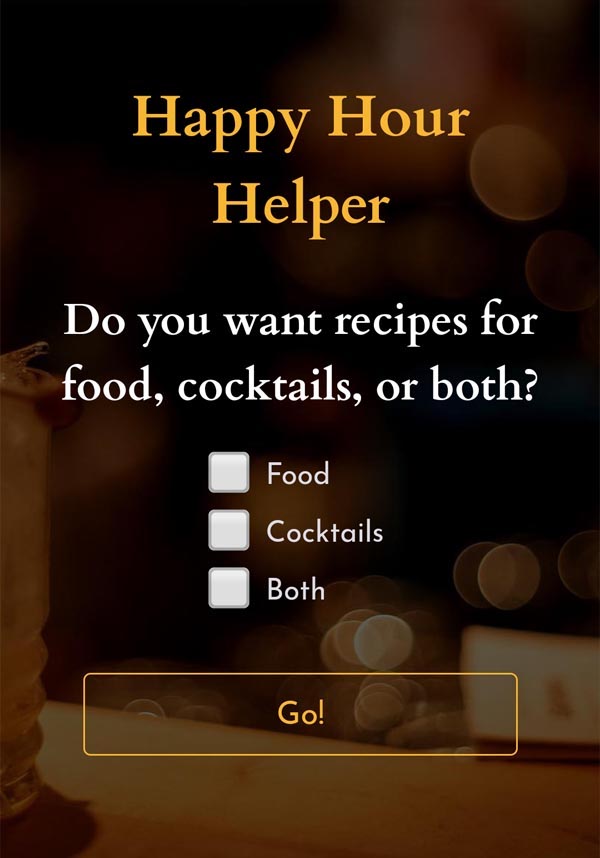 Happy Hour
Helper
Do you want recipes for
food, cocktails, or both?
Food
Cocktails
Both
Go!